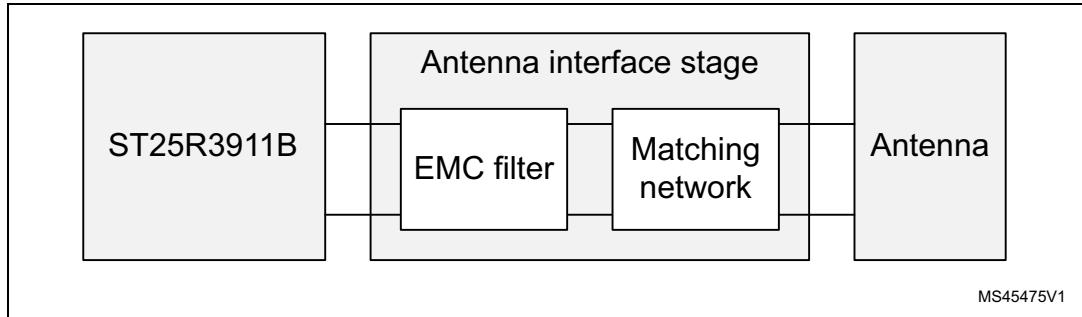 ST25R3911B
Antenna interface stage
EMC filter
Matching
network
Antenna
MS45475V1